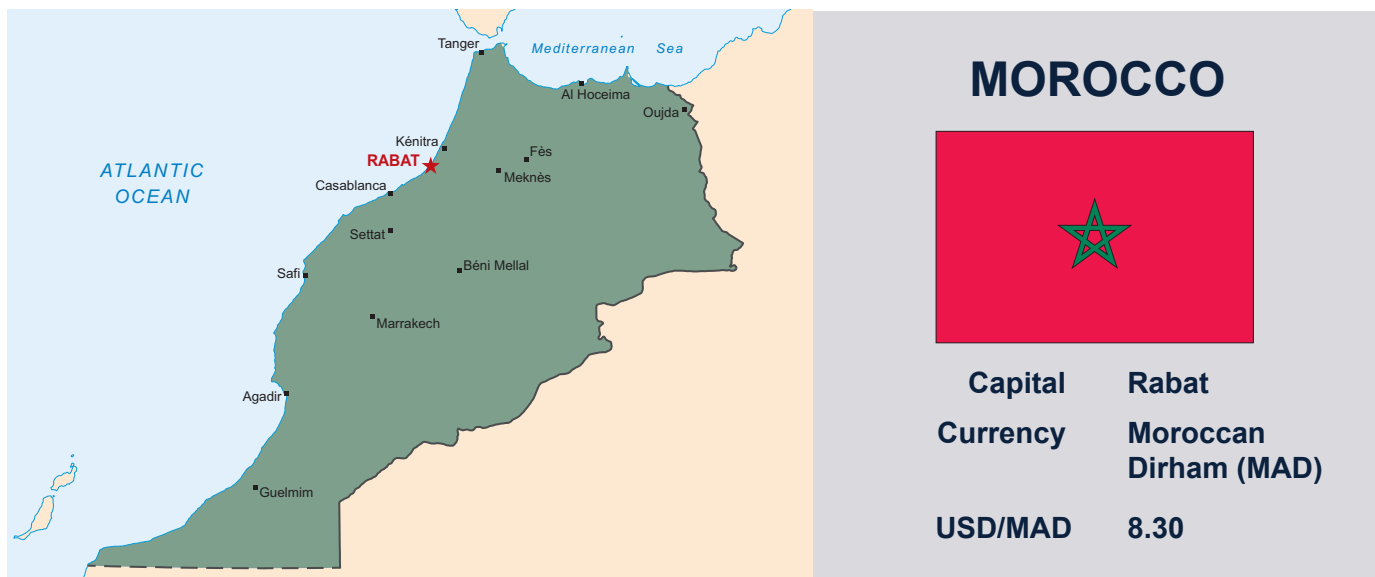 Tanger
Mediterranean Sea
Al Hoceima
Oujda
Kénitra
RABAT
Fès
Meknès
ATLANTIC
OCEAN
Casablanca
Settat
Safi
Béni Mellal
Marrakech
Agadir
Guelmim
MOROCCO
Capital Rabat
Currency Moroccan
Dirham (MAD)
USD/MAD 8.30